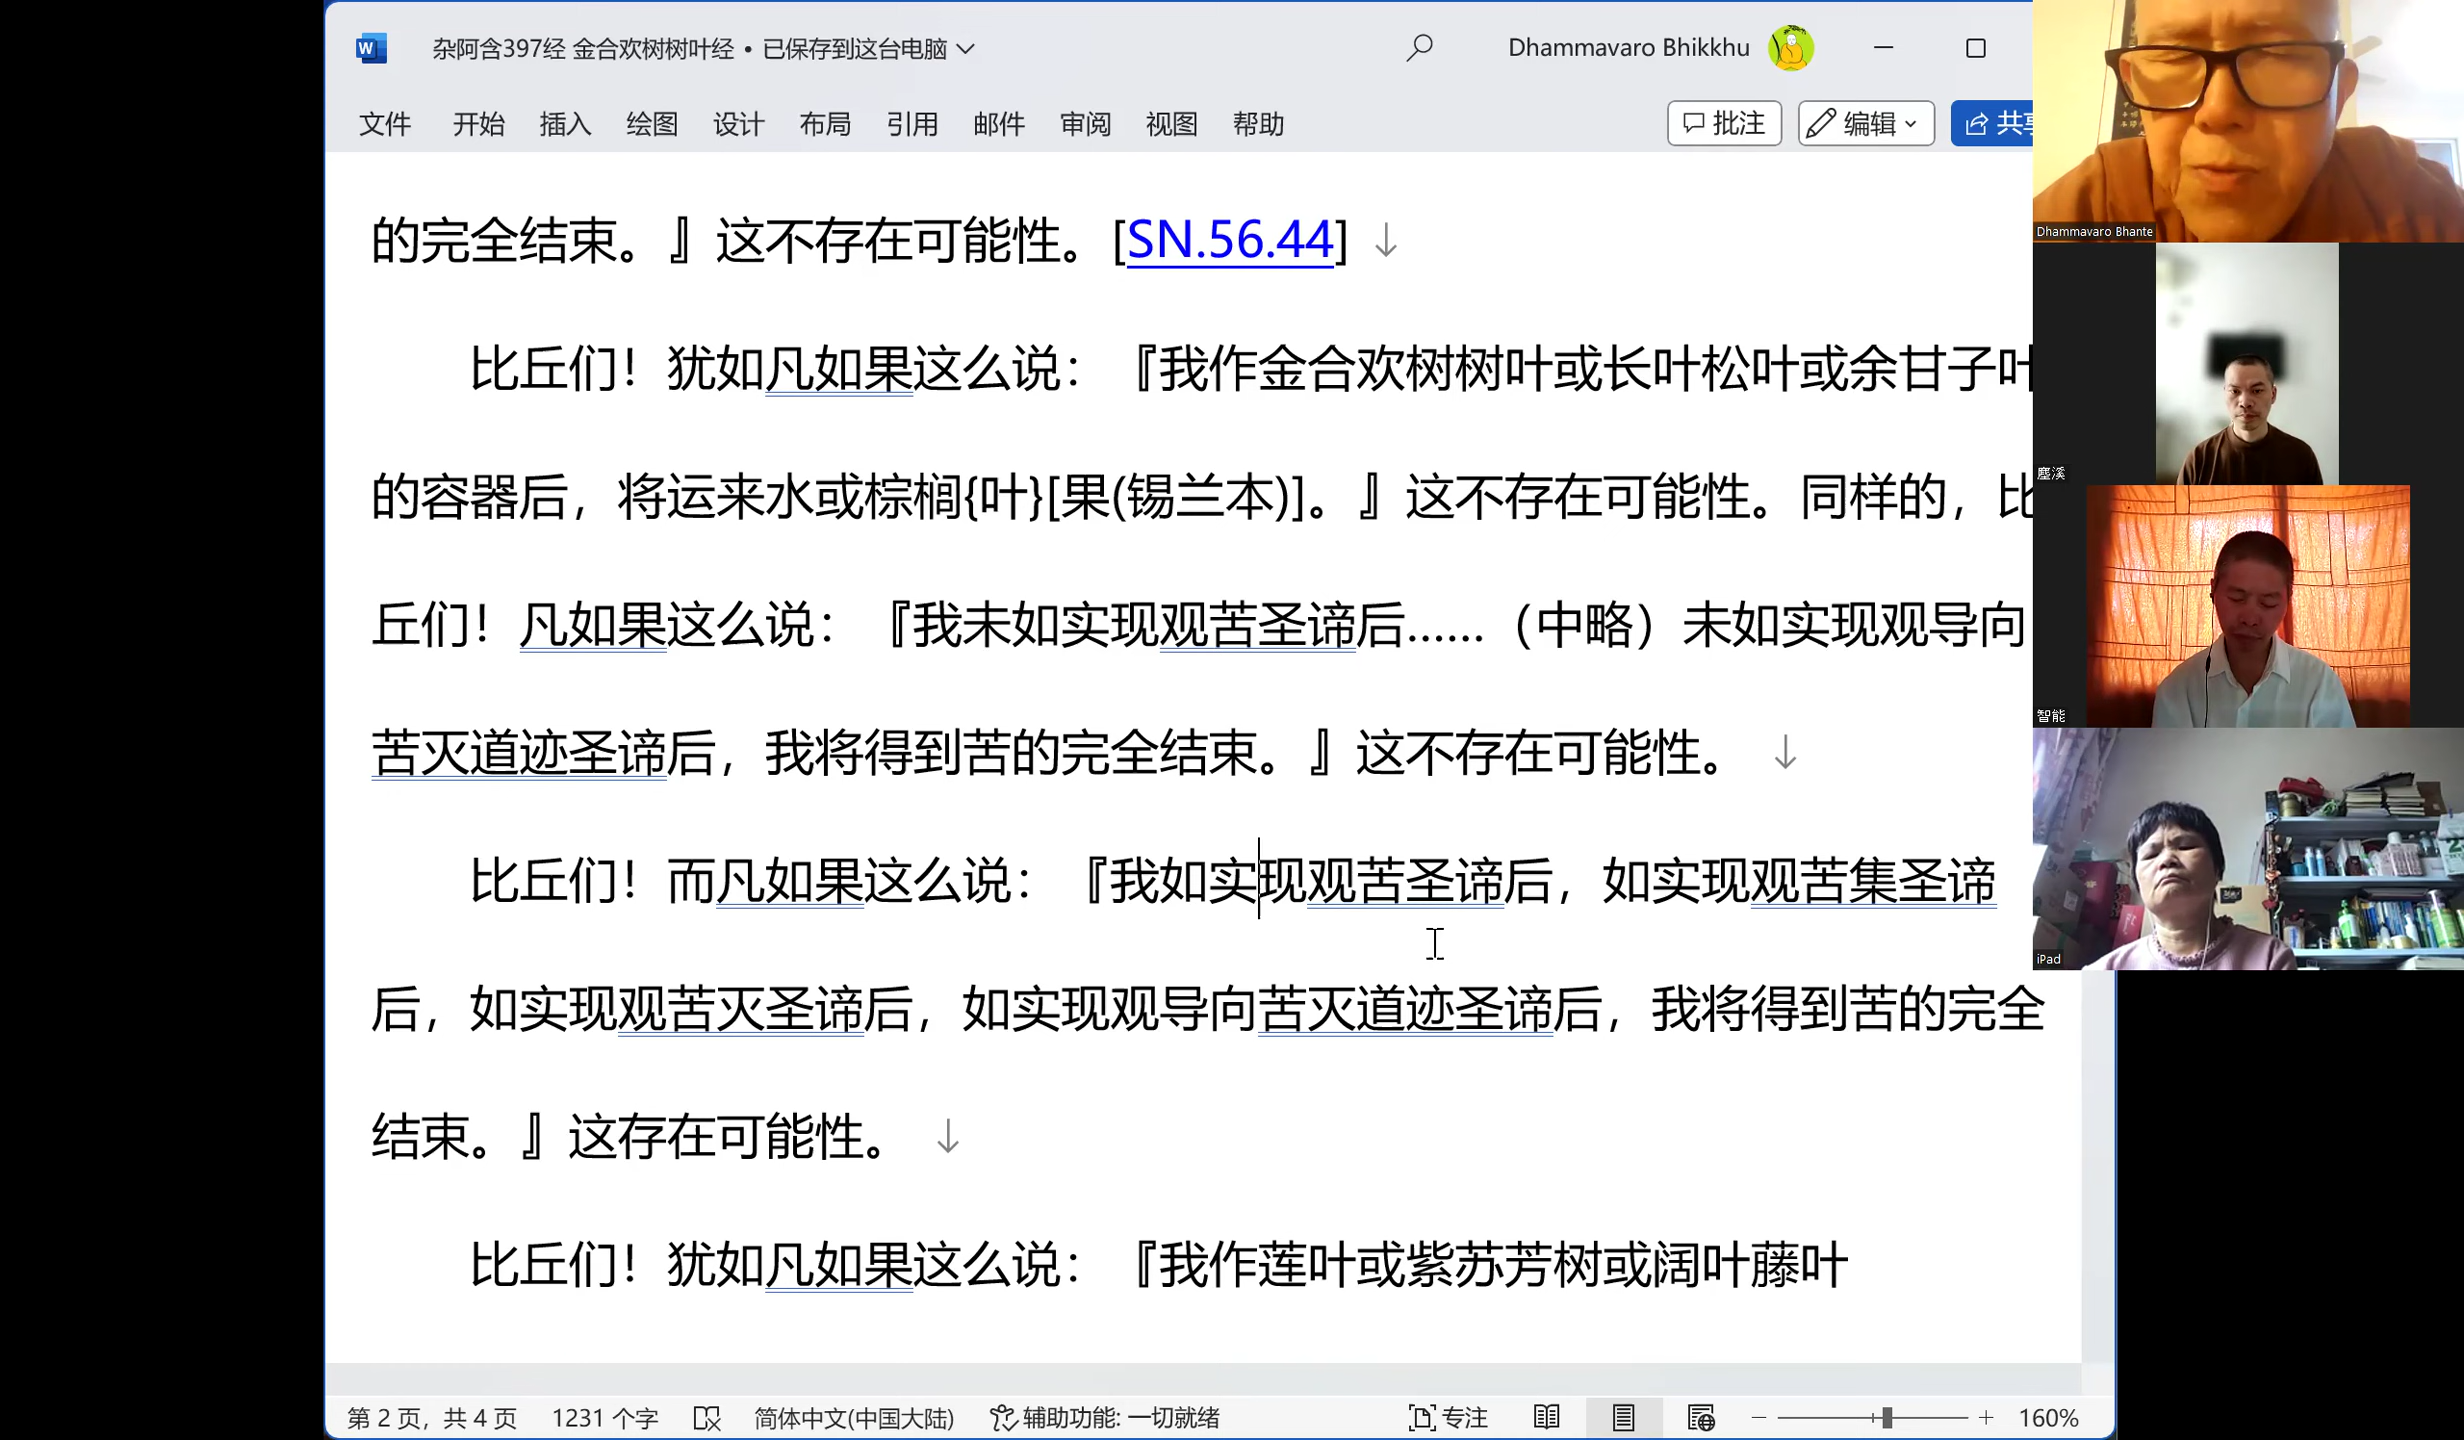 杂阿含397经 金合欢树树叶经 • 已保存到这台电脑
Dhammavaro Bhikkhu
文件 开始 插入 绘图 设计 布局 引用 邮件 审阅 视图 帮助
批注 编辑 共享
的完全结束。』这不存在可能性。[SN.56.44] ↓
比丘们！犹如凡如果这么说：『我作金合欢树树叶或长叶松叶或余甘子叶
的容器后，将运来水或棕榈{叶}[果(锡兰本)]。』这不存在可能性。同样的，比
丘们！凡如果这么说：『我未如实现观苦圣谛后……（中略）未如实现观导向
苦灭道迹圣谛后，我将得到苦的完全结束。』这不存在可能性。 ↓
比丘们！而凡如果这么说：『我如实现观苦圣谛后，如实现观苦集圣谛
后，如实现观苦灭圣谛后，如实现观导向苦灭道迹圣谛后，我将得到苦的完全
结束。』这存在可能性。 ↓
比丘们！犹如凡如果这么说：『我作莲叶或紫苏芳树或阔叶藤叶
第 2 页，共 4 页 1231 个字 简体中文(中国大陆) 辅助功能: 一切就绪 专注 160%
Dhammavaro Bhante
塵溪
智能
iPad